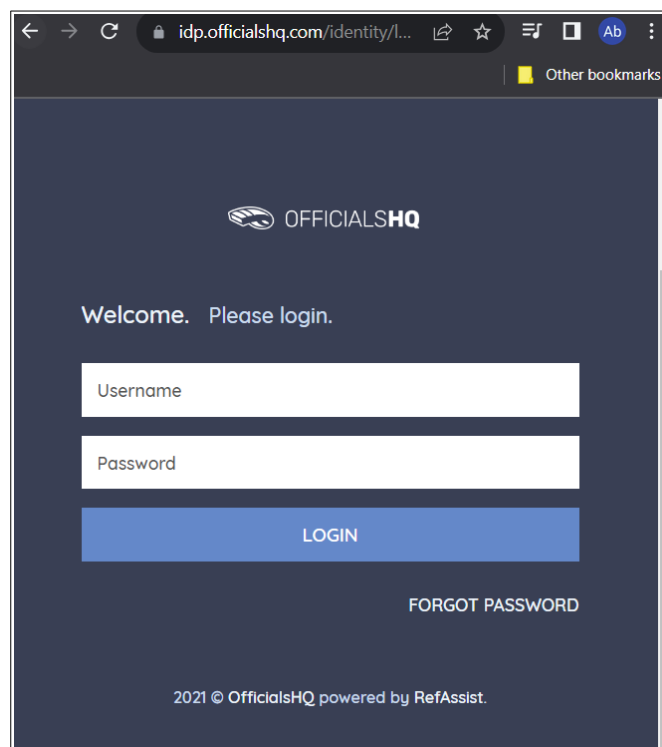 idp.officialshq.com/identity/l...
Ab
Other bookmarks
OFFICIALSHQ
Welcome. Please login.
Username
Password
LOGIN
FORGOT PASSWORD
2021 © OfficialsHQ powered by RefAssist.